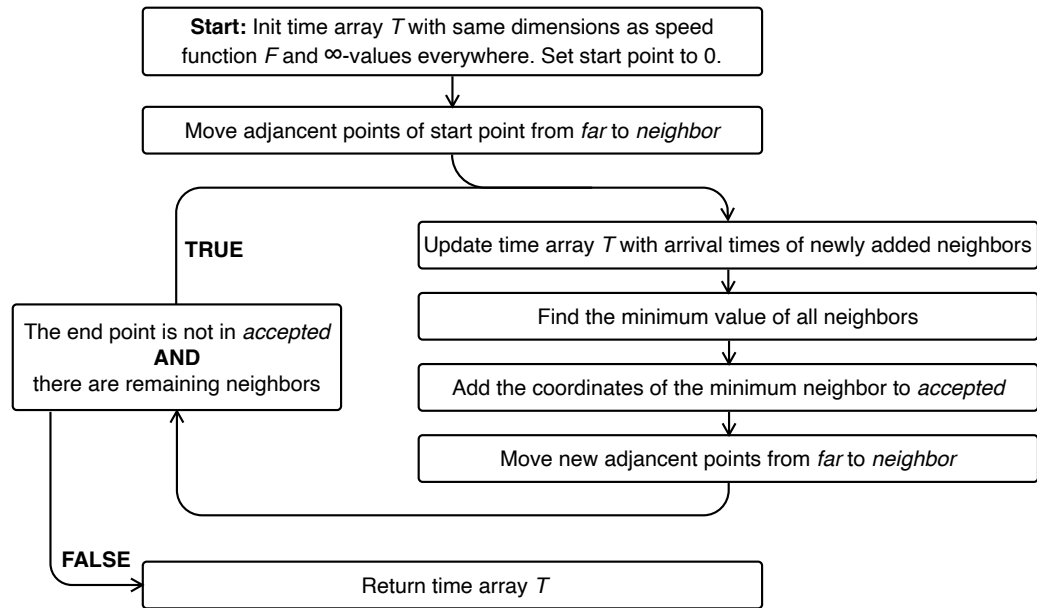 Start: Init time array T with same dimensions as speed
function F and ∞-values everywhere. Set start point to 0.
Move adjancent points of start point from far to neighbor
TRUE
Update time array T with arrival times of newly added neighbors
Find the minimum value of all neighbors
Add the coordinates of the minimum neighbor to accepted
Move new adjancent points from far to neighbor
The end point is not in accepted
AND
there are remaining neighbors
FALSE
Return time array T